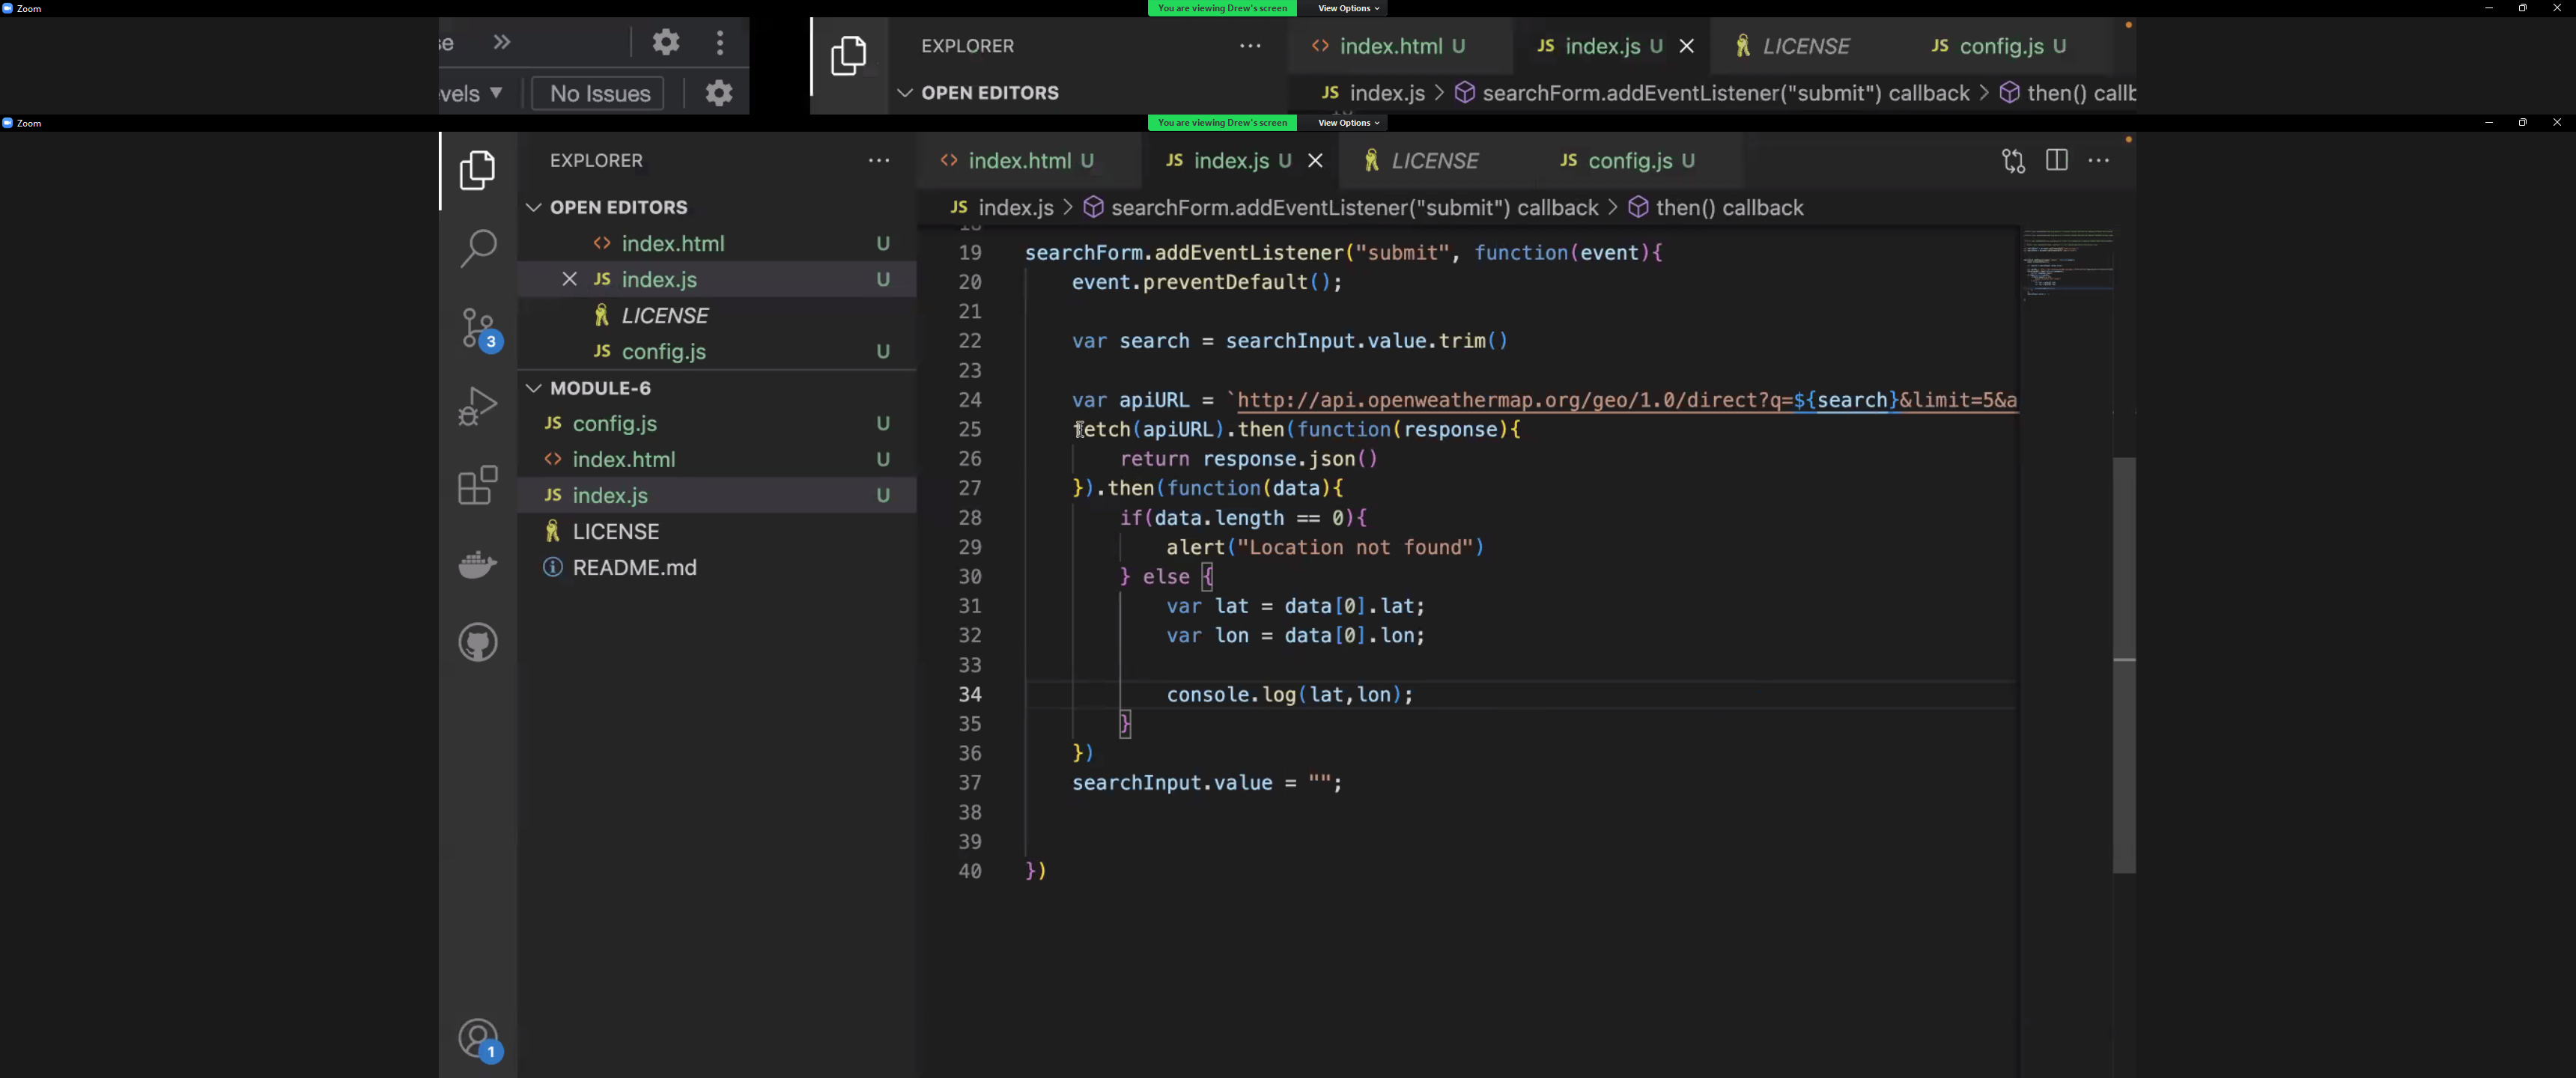 Zoom
You are viewing Drew's screen View Options
se
EXPLORER
index.html U
JS index.js U
LICENSE
JS config.js U
No Issues
OPEN EDITORS
JS index.js > searchForm.addEventListener("submit") callback > then() callb
Zoom
You are viewing Drew's screen View Options
EXPLORER
index.html U
JS index.js U
LICENSE
JS config.js U
OPEN EDITORS
JS index.js > searchForm.addEventListener("submit") callback > then() callback
index.html U
JS index.js U
LICENSE
JS config.js U
MODULE-6
JS config.js U
index.html U
JS index.js U
LICENSE
README.md
3
1
19 searchForm.addEventListener("submit", function(event){
20 event.preventDefault();
21
22 var search = searchInput.value.trim()
23
24 var apiURL = `http://api.openweathermap.org/geo/1.0/direct?q=${search}&limit=5&a
25 fetch(apiURL).then(function(response){
26 return response.json()
27 }).then(function(data){
28 if(data.length == 0){
29 alert("Location not found")
30 } else {
31 var lat = data[0].lat;
32 var lon = data[0].lon;
33
34 console.log(lat,lon);
35 }
36 })
37 searchInput.value = "";
38
39
40 })